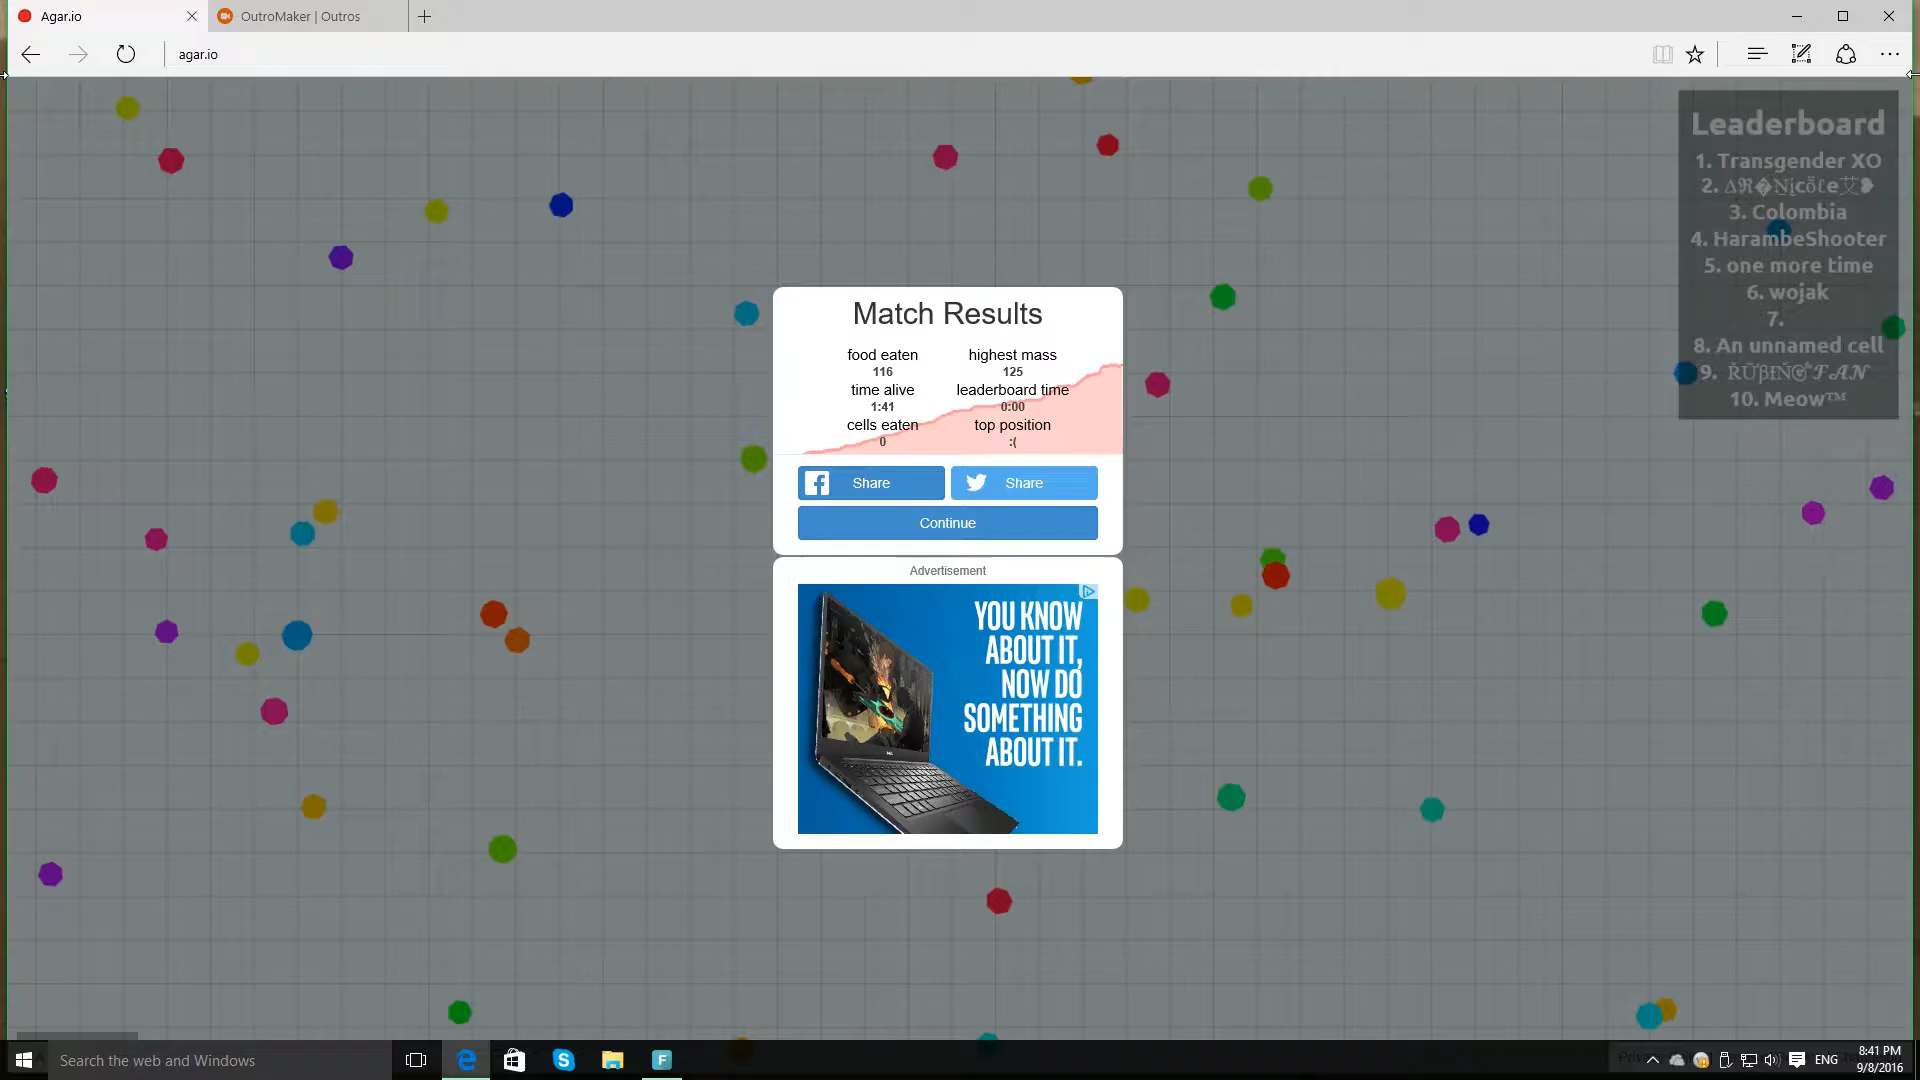 Agar.io
OutroMaker | Outros
agar.io
Leaderboard
1. Transgender XO
3. Colombia
4. HarambeShooter
5. one more time
6. wojak
7.
8. An unnamed cell
10. Meow™
Match Results
food eaten
116
highest mass
125
time alive
1:41
leaderboard time
0:00
cells eaten
0
top position
:(
Share
Share
Continue
Advertisement
YOU KNOW
ABOUT IT,
NOW DO
SOMETHING
ABOUT IT.
Search the web and Windows
ENG
8:41 PM
9/8/2016